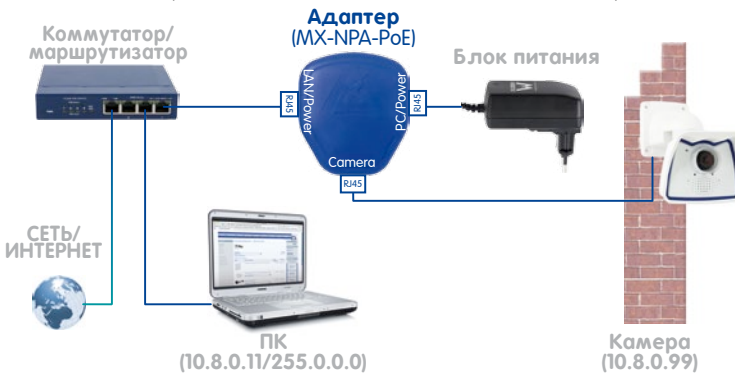 Адаптер
(MX-NPA-PoE)
Коммутатор/
маршрутизатор
Блок питания
LAN/Power
RJ45
PC/Power
RJ45
Camera
RJ45
СЕТЬ/
ИНТЕРНЕТ
ПК
(10.8.0.11/255.0.0.0)
Камера
(10.8.0.99)